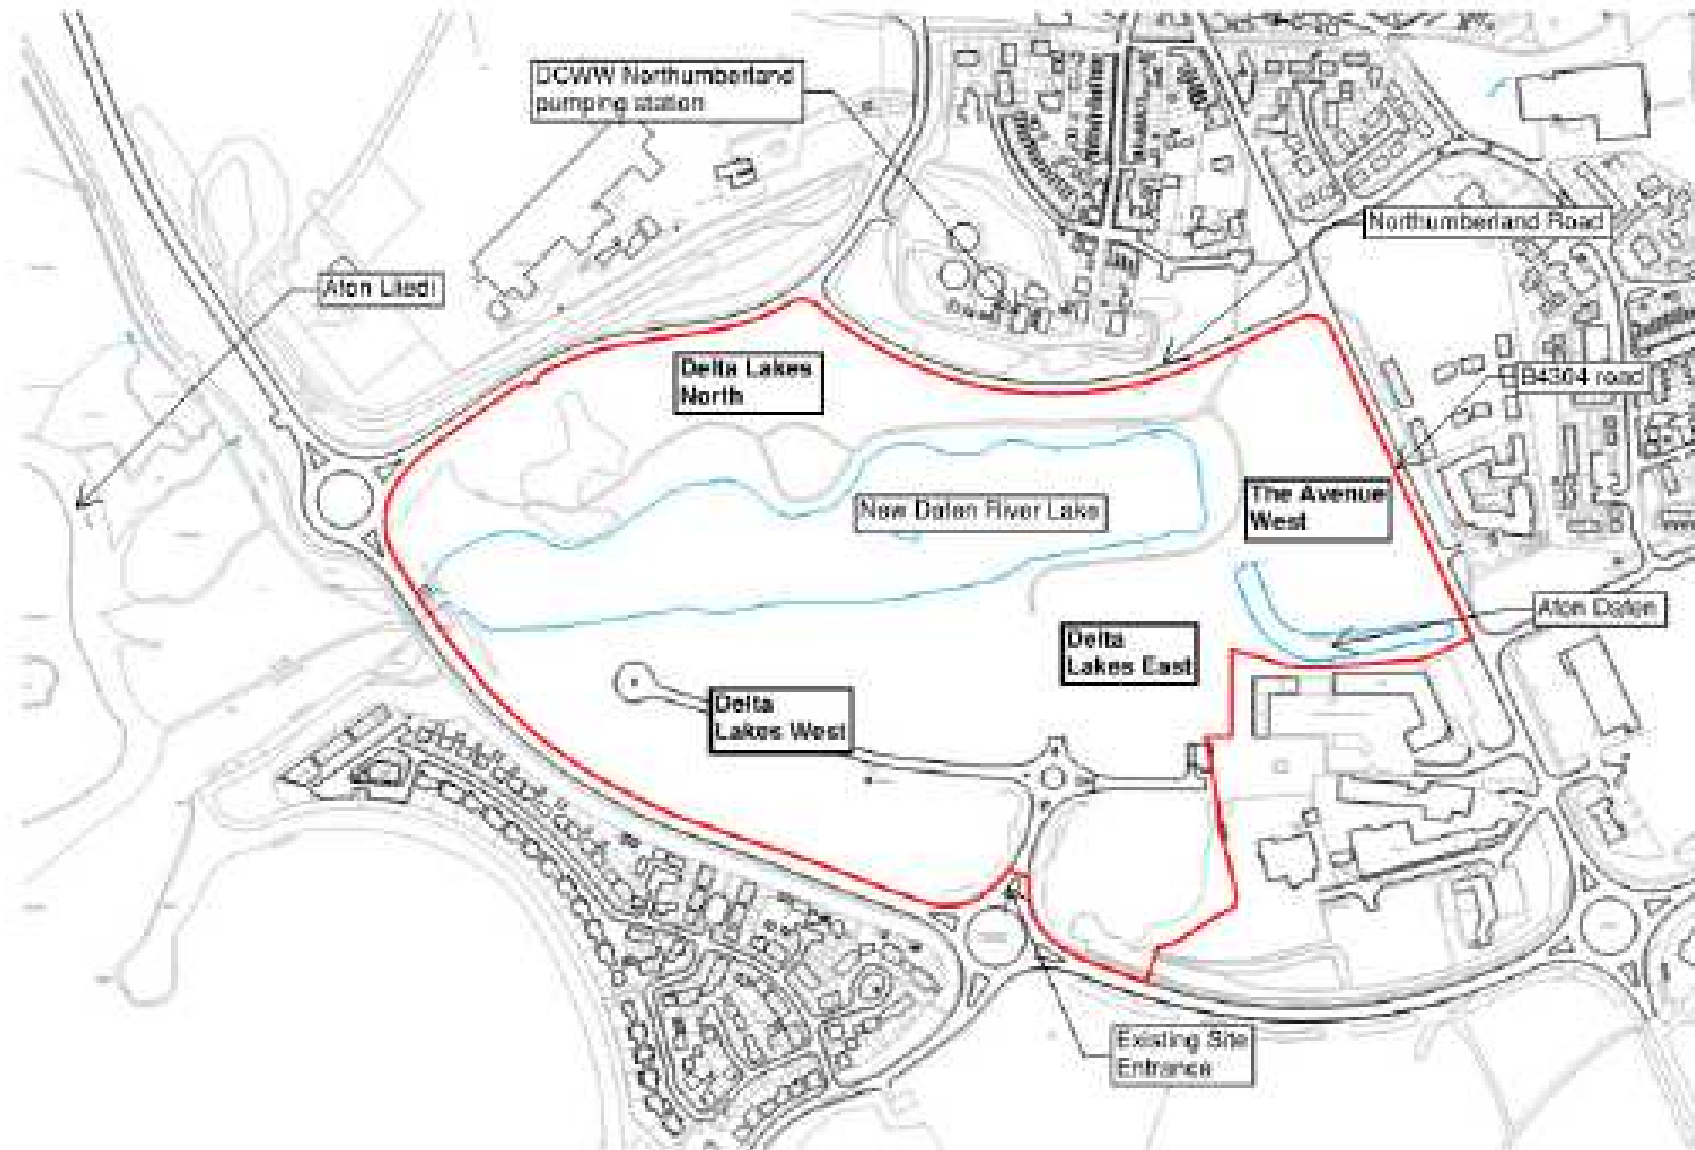 DCWW Northumberland
pumping station
Northumberland Road
Afon Lliedi
Delta Lakes
North
B4304 road
New Dafen River Lake
The Avenue
West
Afon Dafen
Delta
Lakes East
Delta
Lakes West
Existing Site
Entrance